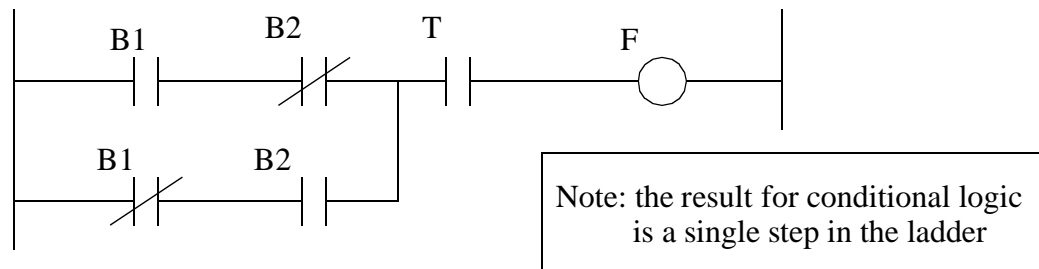 B1 B2 T F
B1 B2
Note: the result for conditional logic
is a single step in the ladder